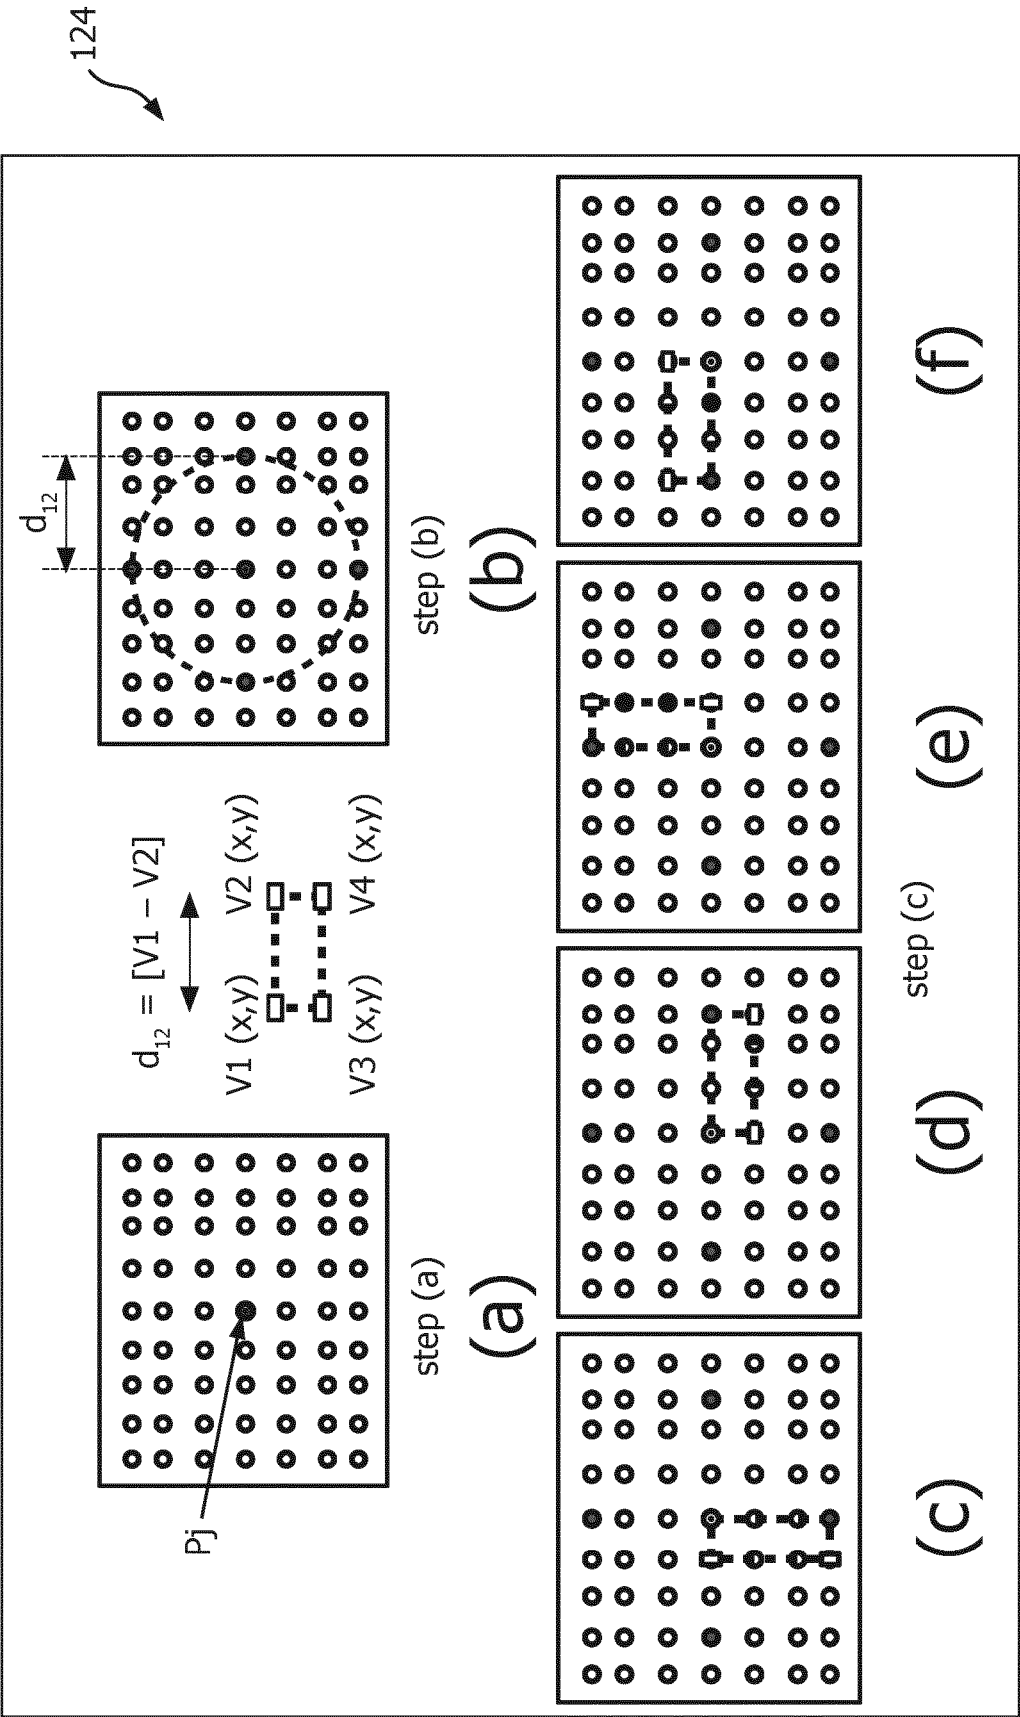 124
d12 = [V1 – V2]
V1 (x,y)
V2 (x,y)
V3 (x,y)
V4 (x,y)
d12
Pj
step (a)
step (b)
(a)
(b)
step (c)
(c)
(d)
(e)
(f)